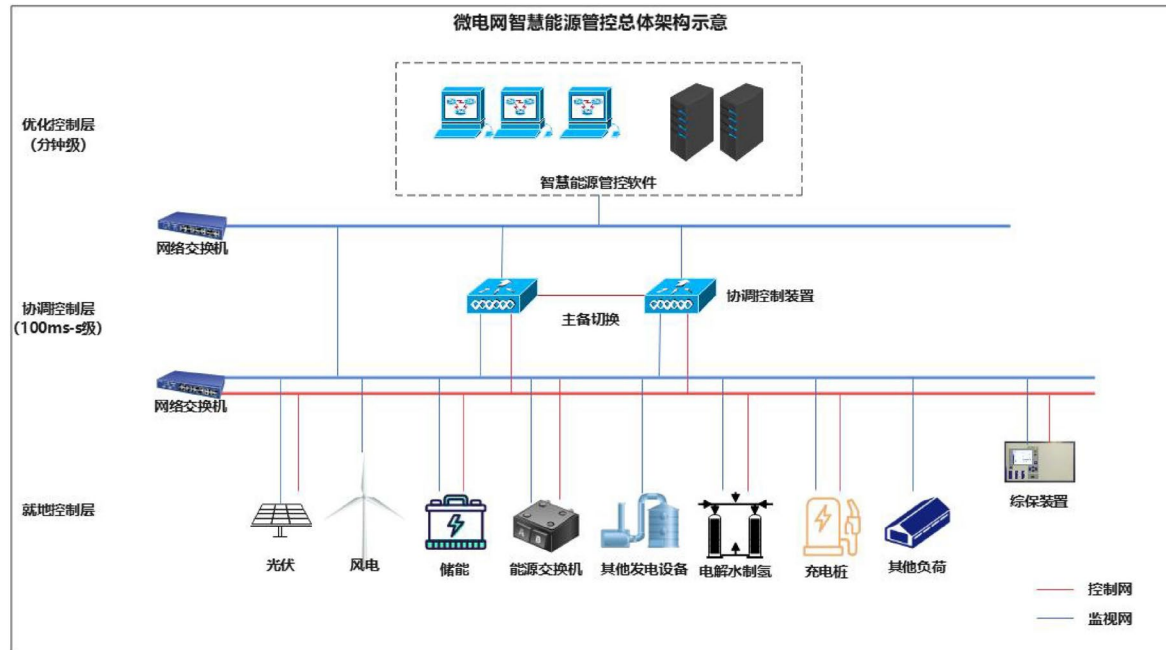 微电网智慧能源管控总体架构示意
优化控制层
(分钟级)
智慧能源管控软件
网络交换机
协调控制层
(100ms-s级)
协调控制装置
主备切换
网络交换机
就地控制层
光伏
风电
储能
能源交换机
其他发电设备
电解水制氢
充电桩
其他负荷
综保装置
控制网
监视网